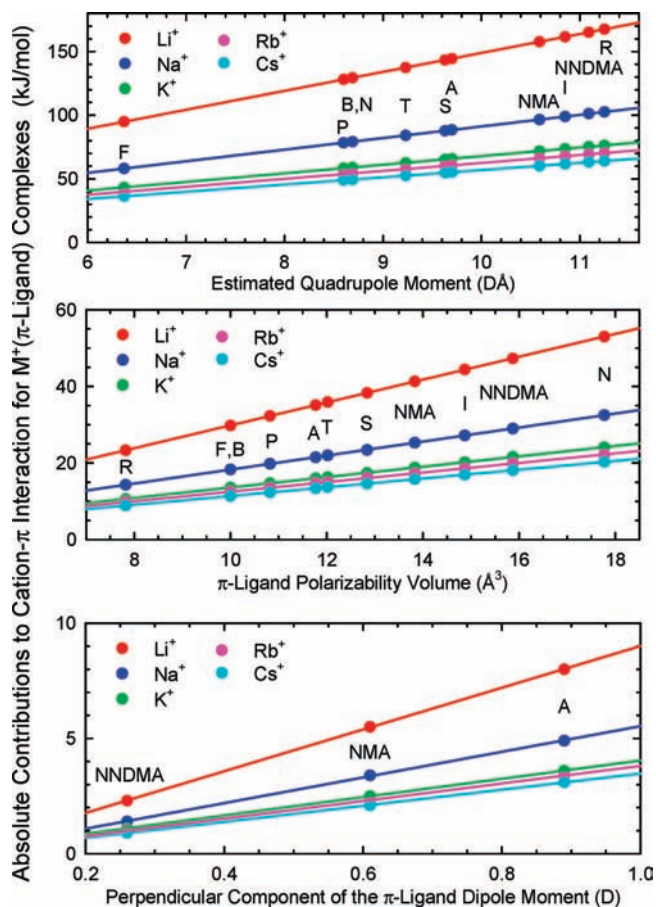 Absolute Contributions to Cation-π Interaction for M⁺(π-Ligand) Complexes (kJ/mol)
150
100
50
0
Li⁺
Na⁺
K⁺
Rb⁺
Cs⁺
R
NNDMA
A
I
B,N
T
S
NMA
P
F
6
7
8
9
10
11
Estimated Quadrupole Moment (DÅ)
60
40
20
0
Li⁺
Na⁺
K⁺
Rb⁺
Cs⁺
N
NNDMA
I
NMA
S
T
A
P
F,B
R
8
10
12
14
16
18
π-Ligand Polarizability Volume (Å³)
10
5
0
Li⁺
Na⁺
K⁺
Rb⁺
Cs⁺
A
NMA
NNDMA
0.2
0.4
0.6
0.8
1.0
Perpendicular Component of the π-Ligand Dipole Moment (D)